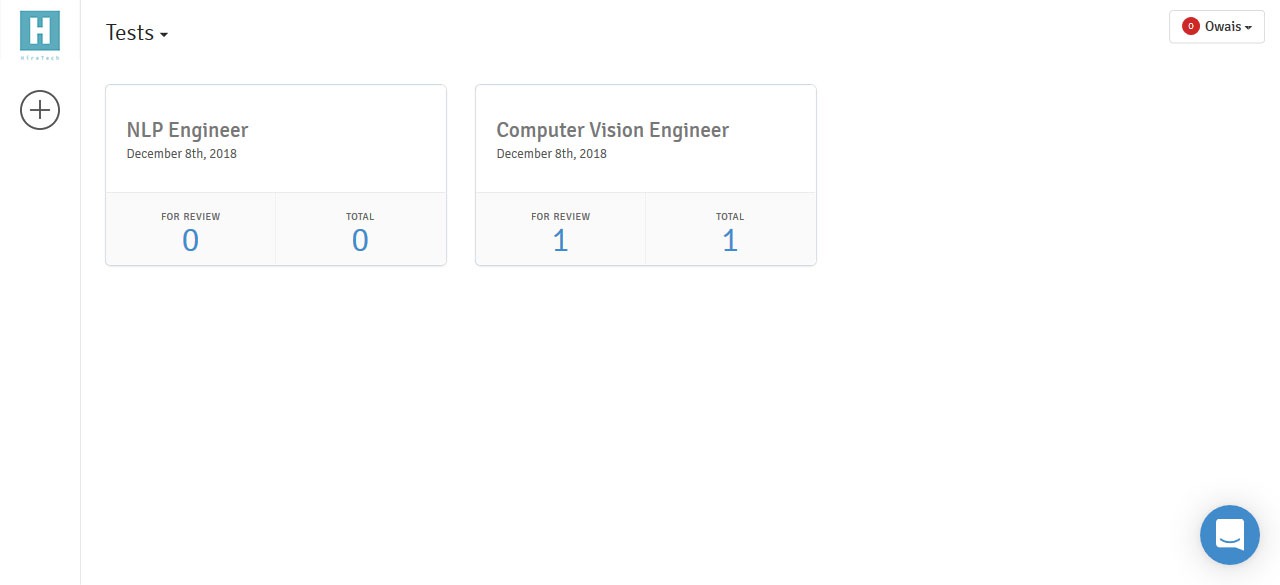 H
HireTech
Tests
0 Owais
NLP Engineer
December 8th, 2018
FOR REVIEW
0
TOTAL
0
Computer Vision Engineer
December 8th, 2018
FOR REVIEW
1
TOTAL
1